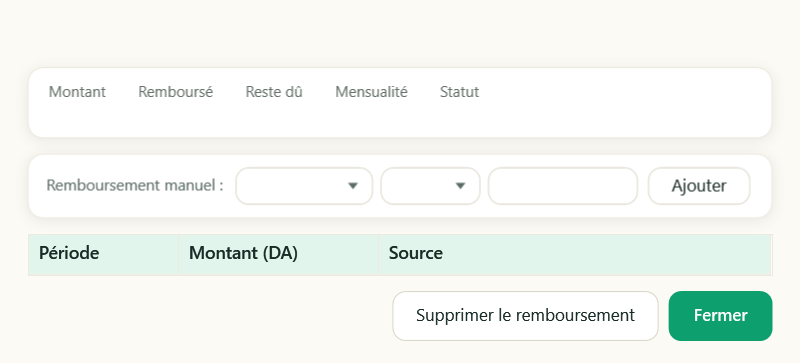 Montant Remboursé Reste dû Mensualité Statut
Remboursement manuel : Ajouter
Période Montant (DA) Source
Supprimer le remboursement Fermer